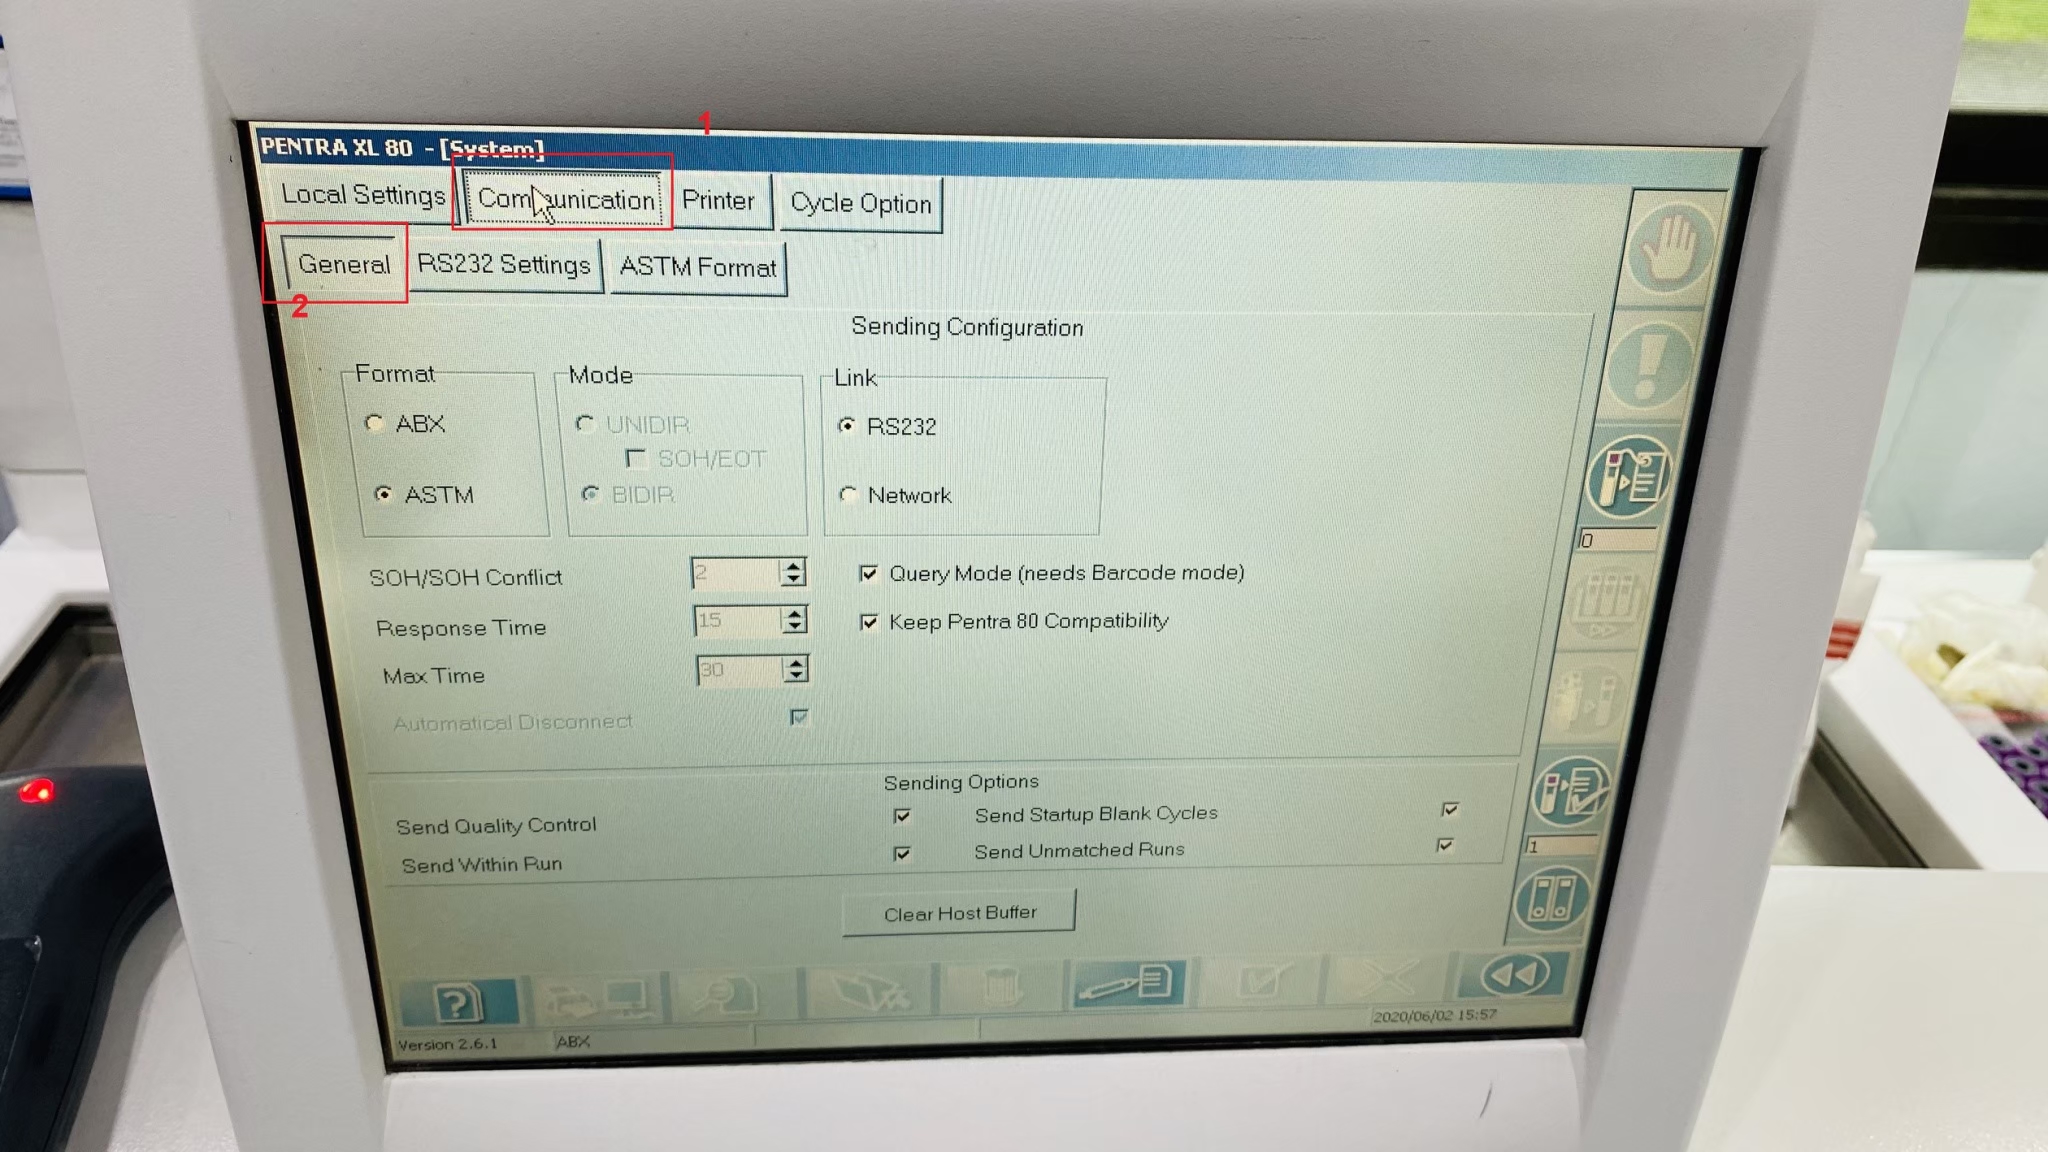 1
PENTRA XL 80 - [System]
Local Settings Communication Printer Cycle Option
General RS232 Settings ASTM Format
2
Sending Configuration
Format Mode Link
ABX UNIDIR RS232
SOH/EOT
ASTM BIDIR Network
SOH/SOH Conflict 2 Query Mode (needs Barcode mode)
Response Time 15 Keep Pentra 80 Compatibility
Max Time 30
Automatical Disconnect
Sending Options
Send Quality Control Send Startup Blank Cycles
Send Within Run Send Unmatched Runs
Clear Host Buffer
0
1
2020/06/02 15:57
Version 2.6.1 ABX